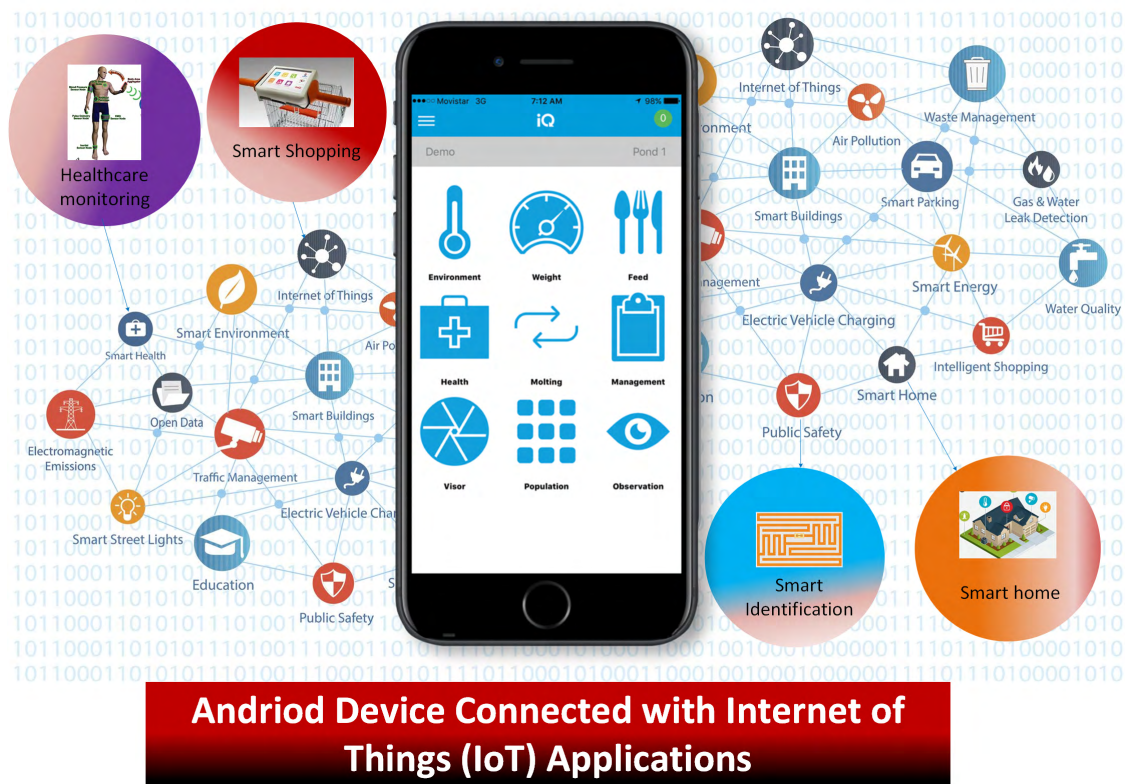 Healthcare
monitoring
Smart Shopping
Internet of Things
Smart Environment
Air Po
Smart Health
Smart Buildings
Open Data
Electromagnetic
Emissions
Traffic Management
Electric Vehicle Char
Smart Street Lights
Education
S
Public Safety
Movistar 3G 7:12 AM 98%
iQ 0
Demo Pond 1
Environment Weight Feed
Health Molting Management
Visor Population Observation
Internet of Things
Waste Management
onment
Air Pollution
Smart Buildings
Smart Parking
Gas & Water
Leak Detection
nagement
Smart Energy
Electric Vehicle Charging
Water Quality
Intelligent Shopping
on
Smart Home
Public Safety
Smart
Identification
Smart home
Andriod Device Connected with Internet of
Things (IoT) Applications